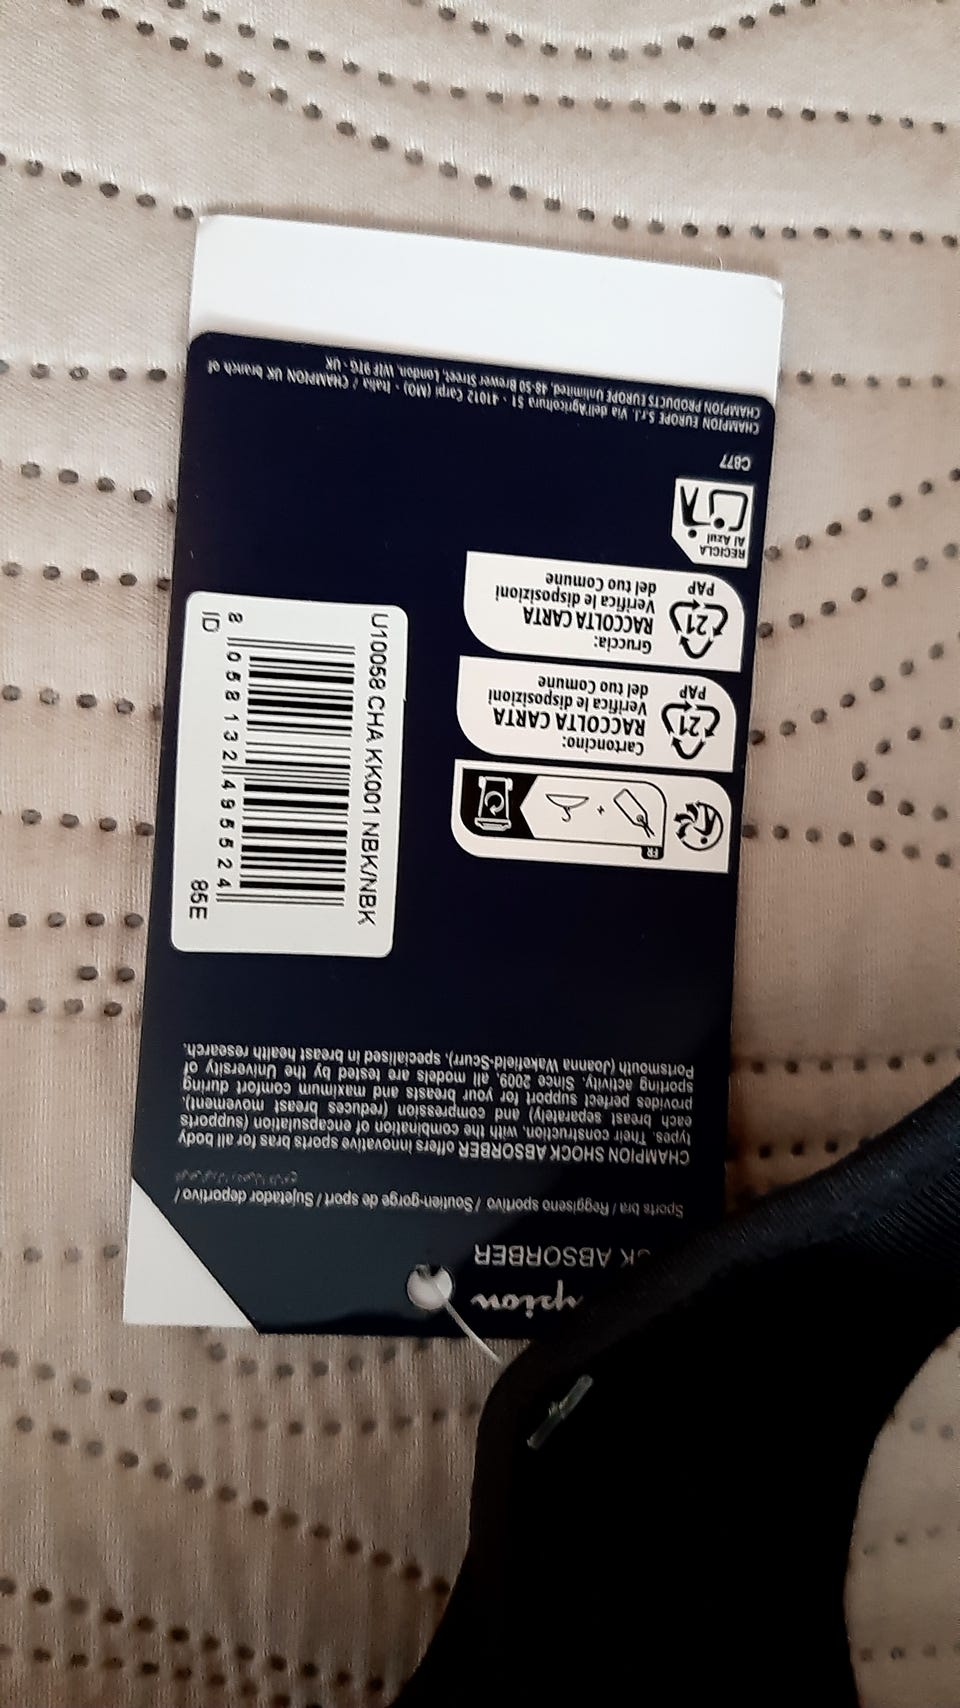 pion
CK ABSORBER
Sports bra / Reggiseno sportivo / Soutien-gorge de sport / Sujetador deportivo /
CHAMPION SHOCK ABSORBER offers innovative sports bras for all body
types. Their construction, with the combination of encapsulation (supports
each breast separately) and compression (reduces breast movement),
provides perfect support for your breasts and maximum comfort during
sporting activity. Since 2009, all models are tested by the University of
Portsmouth (Joanna Wakefield-Scurr), specialised in breast health research.
U10058 CHA KK001 NBK/NBK
8 058132 495524
ID 85E
FR
+
Cartoncino:
RACCOLTA CARTA
Verifica le disposizioni
del tuo Comune
21
PAP
Gruccia:
RACCOLTA CARTA
Verifica le disposizioni
del tuo Comune
21
PAP
RECICLA
Al Azul
C877
CHAMPION EUROPE S.r.l. Via dell'Agricoltura 51 - 41012 Carpi (MO) - Italia / CHAMPION UK branch of
CHAMPION PRODUCTS EUROPE Unlimited, 48-50 Brewer Street, London, W1F 9TG - UK